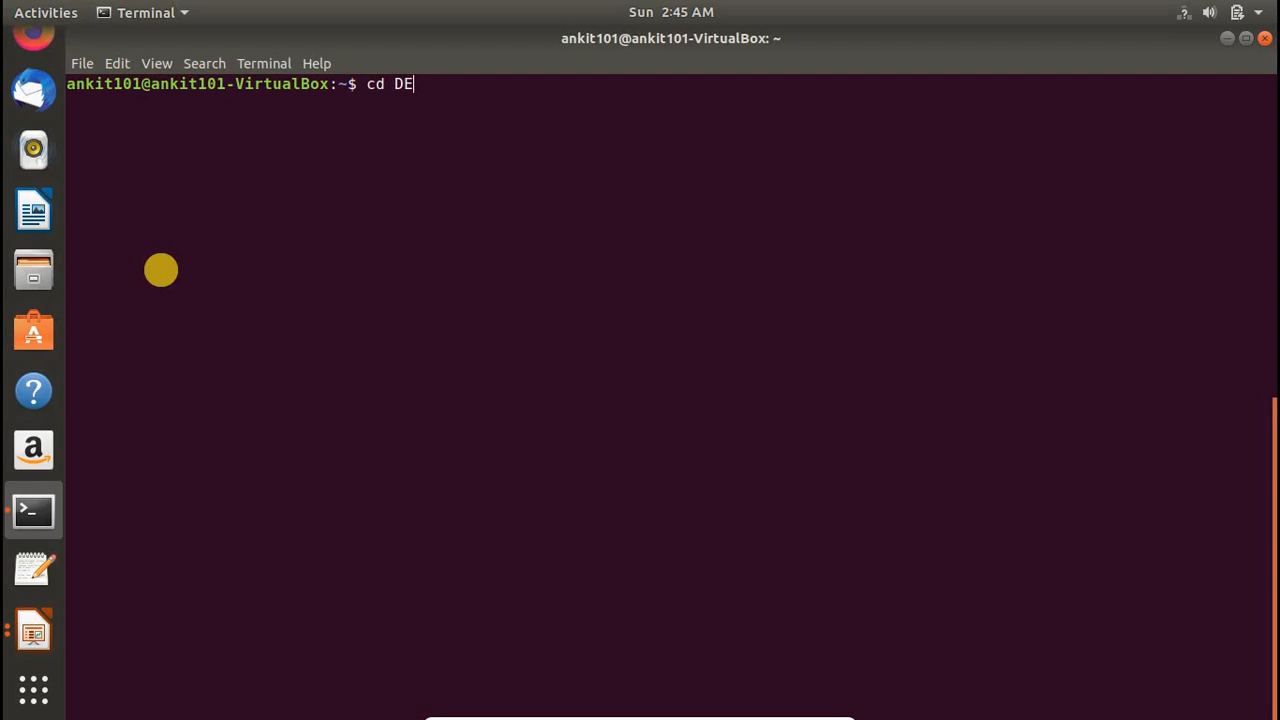 Activities Terminal Sun 2:45 AM
ankit101@ankit101-VirtualBox: ~
File Edit View Search Terminal Help
ankit101@ankit101-VirtualBox:~$ cd DE